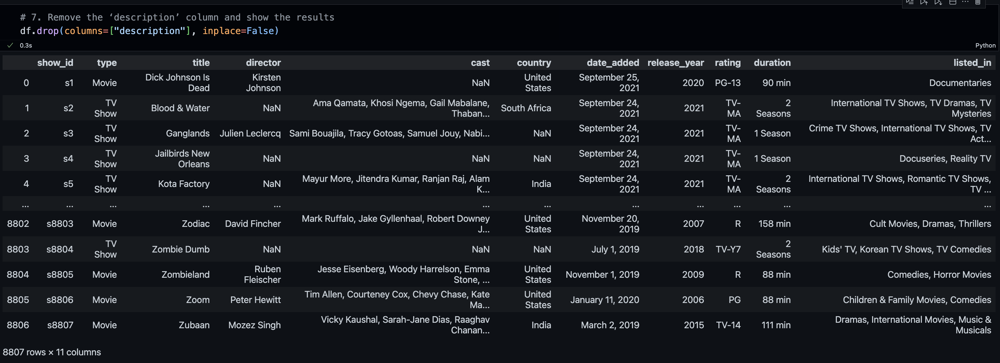 # 7. Remove the ‘description’ column and show the results
df.drop(columns=["description"], inplace=False)
0.3s
Python
show_id type title director cast country date_added release_year rating duration listed_in
0 s1 Movie Dick Johnson Is Dead Kirsten Johnson NaN United States September 25, 2021 2020 PG-13 90 min Documentaries
1 s2 TV Show Blood & Water NaN Ama Qamata, Khosi Ngema, Gail Mabalane, Thaban... South Africa September 24, 2021 2021 TV-MA 2 Seasons International TV Shows, TV Dramas, TV Mysteries
2 s3 TV Show Ganglands Julien Leclercq Sami Bouajila, Tracy Gotoas, Samuel Jouy, Nabi... NaN September 24, 2021 2021 TV-MA 1 Season Crime TV Shows, International TV Shows, TV Act...
3 s4 TV Show Jailbirds New Orleans NaN NaN NaN September 24, 2021 2021 TV-MA 1 Season Docuseries, Reality TV
4 s5 TV Show Kota Factory NaN Mayur More, Jitendra Kumar, Ranjan Raj, Alam K... India September 24, 2021 2021 TV-MA 2 Seasons International TV Shows, Romantic TV Shows, TV ...
... ... ... ... ... ... ... ... ... ... ... ...
8802 s8803 Movie Zodiac David Fincher Mark Ruffalo, Jake Gyllenhaal, Robert Downey J... United States November 20, 2019 2007 R 158 min Cult Movies, Dramas, Thrillers
8803 s8804 TV Show Zombie Dumb NaN NaN NaN July 1, 2019 2018 TV-Y7 2 Seasons Kids' TV, Korean TV Shows, TV Comedies
8804 s8805 Movie Zombieland Ruben Fleischer Jesse Eisenberg, Woody Harrelson, Emma Stone, ... United States November 1, 2019 2009 R 88 min Comedies, Horror Movies
8805 s8806 Movie Zoom Peter Hewitt Tim Allen, Courteney Cox, Chevy Chase, Kate Ma... United States January 11, 2020 2006 PG 88 min Children & Family Movies, Comedies
8806 s8807 Movie Zubaan Mozez Singh Vicky Kaushal, Sarah-Jane Dias, Raaghav Chanan... India March 2, 2019 2015 TV-14 111 min Dramas, International Movies, Music & Musicals
8807 rows × 11 columns